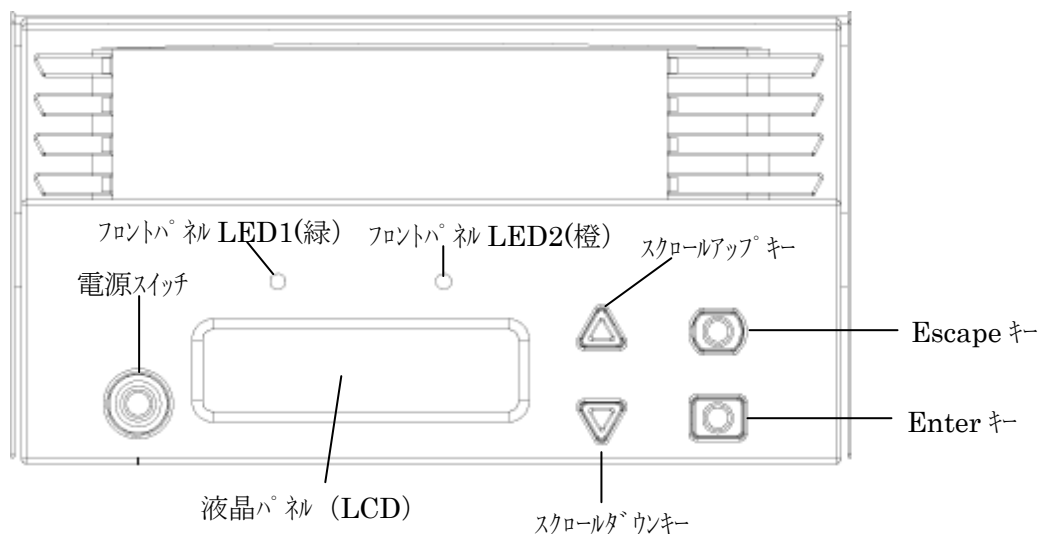 ﾌﾛﾝﾄﾊﾟﾈﾙ LED1(緑)
ﾌﾛﾝﾄﾊﾟﾈﾙ LED2(橙)
ｽｸﾛｰﾙｱｯﾌﾟｷｰ
電源ｽｲｯﾁ
Escape ｷｰ
Enter ｷｰ
液晶ﾊﾟﾈﾙ (LCD)
ｽｸﾛｰﾙﾀﾞｳﾝｷｰ